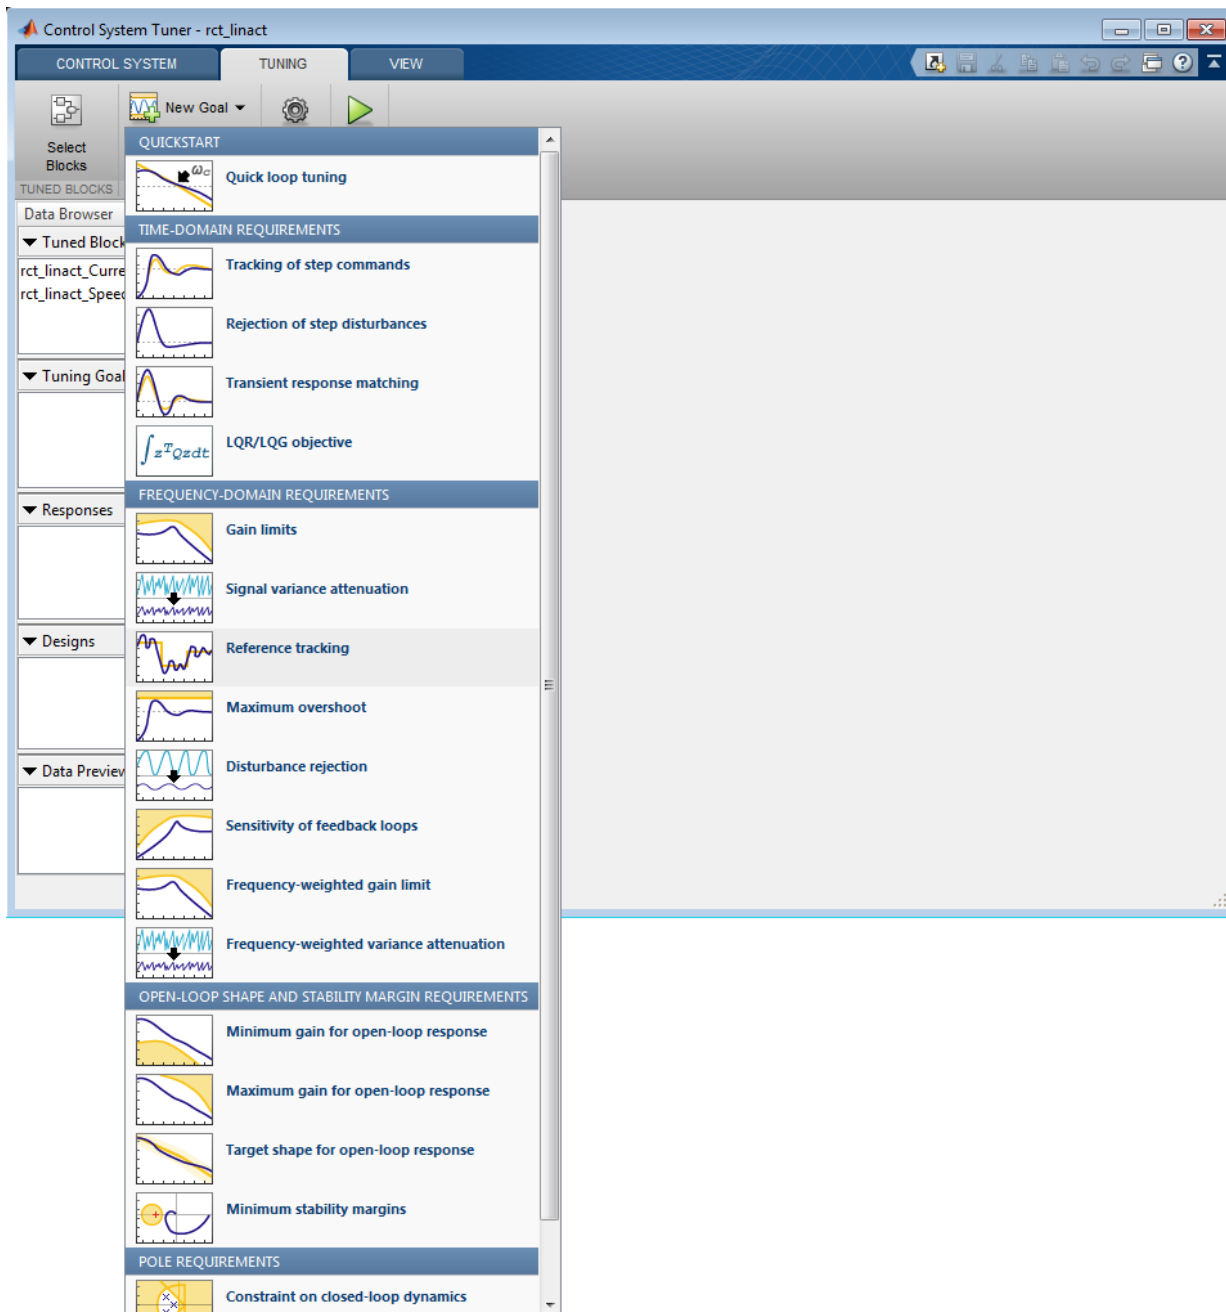 Control System Tuner - rct_linact
CONTROL SYSTEM
TUNING
VIEW
New Goal
Select
Blocks
TUNED BLOCKS
Data Browser
Tuned Block
rct_linact_Curre
rct_linact_Speed
Tuning Goal
Responses
Designs
Data Preview
QUICKSTART
ωc
Quick loop tuning
TIME-DOMAIN REQUIREMENTS
Tracking of step commands
Rejection of step disturbances
Transient response matching
∫zᵀQzdt
LQR/LQG objective
FREQUENCY-DOMAIN REQUIREMENTS
Gain limits
Signal variance attenuation
Reference tracking
Maximum overshoot
Disturbance rejection
Sensitivity of feedback loops
Frequency-weighted gain limit
Frequency-weighted variance attenuation
OPEN-LOOP SHAPE AND STABILITY MARGIN REQUIREMENTS
Minimum gain for open-loop response
Maximum gain for open-loop response
Target shape for open-loop response
Minimum stability margins
POLE REQUIREMENTS
Constraint on closed-loop dynamics